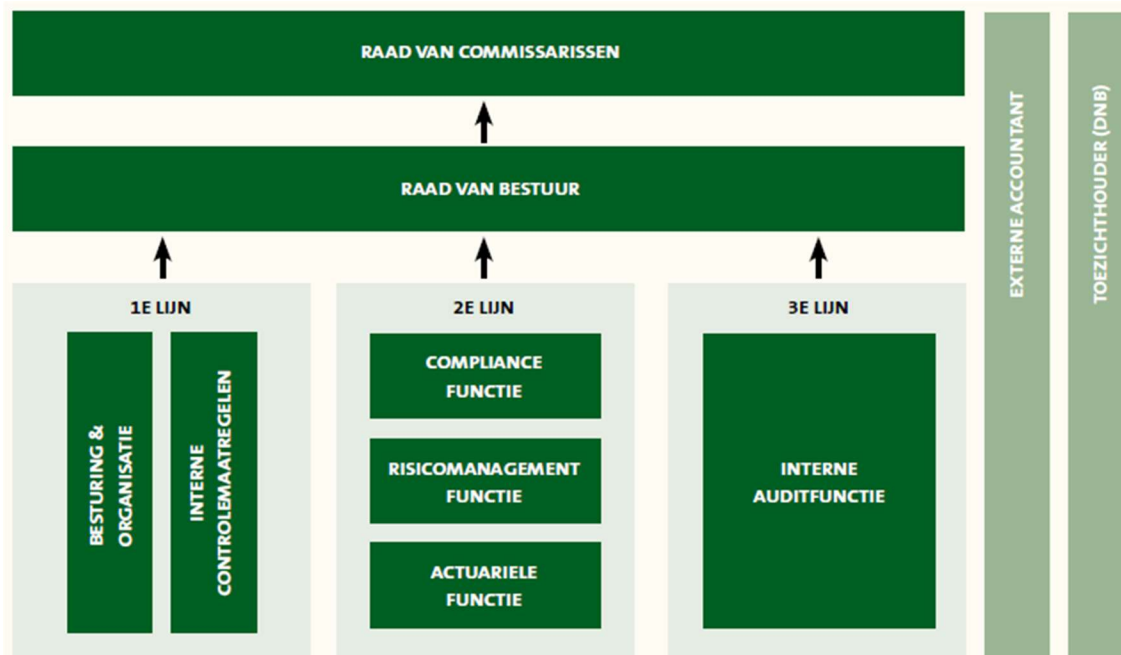 RAAD VAN COMMISSARISSEN
RAAD VAN BESTUUR
1E LIJN
BESTURING &
ORGANISATIE
INTERNE
CONTROLEMAATREGELEN
2E LIJN
COMPLIANCE
FUNCTIE
RISICOMANAGEMENT
FUNCTIE
ACTUARIELE
FUNCTIE
3E LIJN
INTERNE
AUDITFUNCTIE
EXTERNE ACCOUNTANT
TOEZICHTHOUDER (DNB)